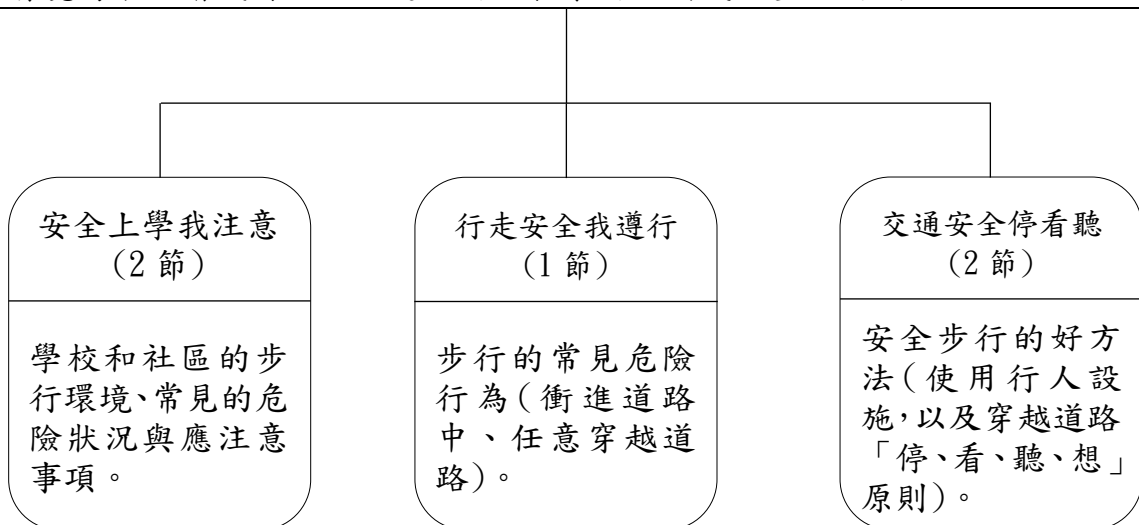 安全上學我注意
(2 節)
學校和社區的步
行環境、常見的危
險狀況與應注意
事項。
行走安全我遵行
(1 節)
步行的常見危險
行為(衝進道路
中、任意穿越道
路)。
交通安全停看聽
(2 節)
安全步行的好方
法(使用行人設
施,以及穿越道路
「停、看、聽、想」
原則)。